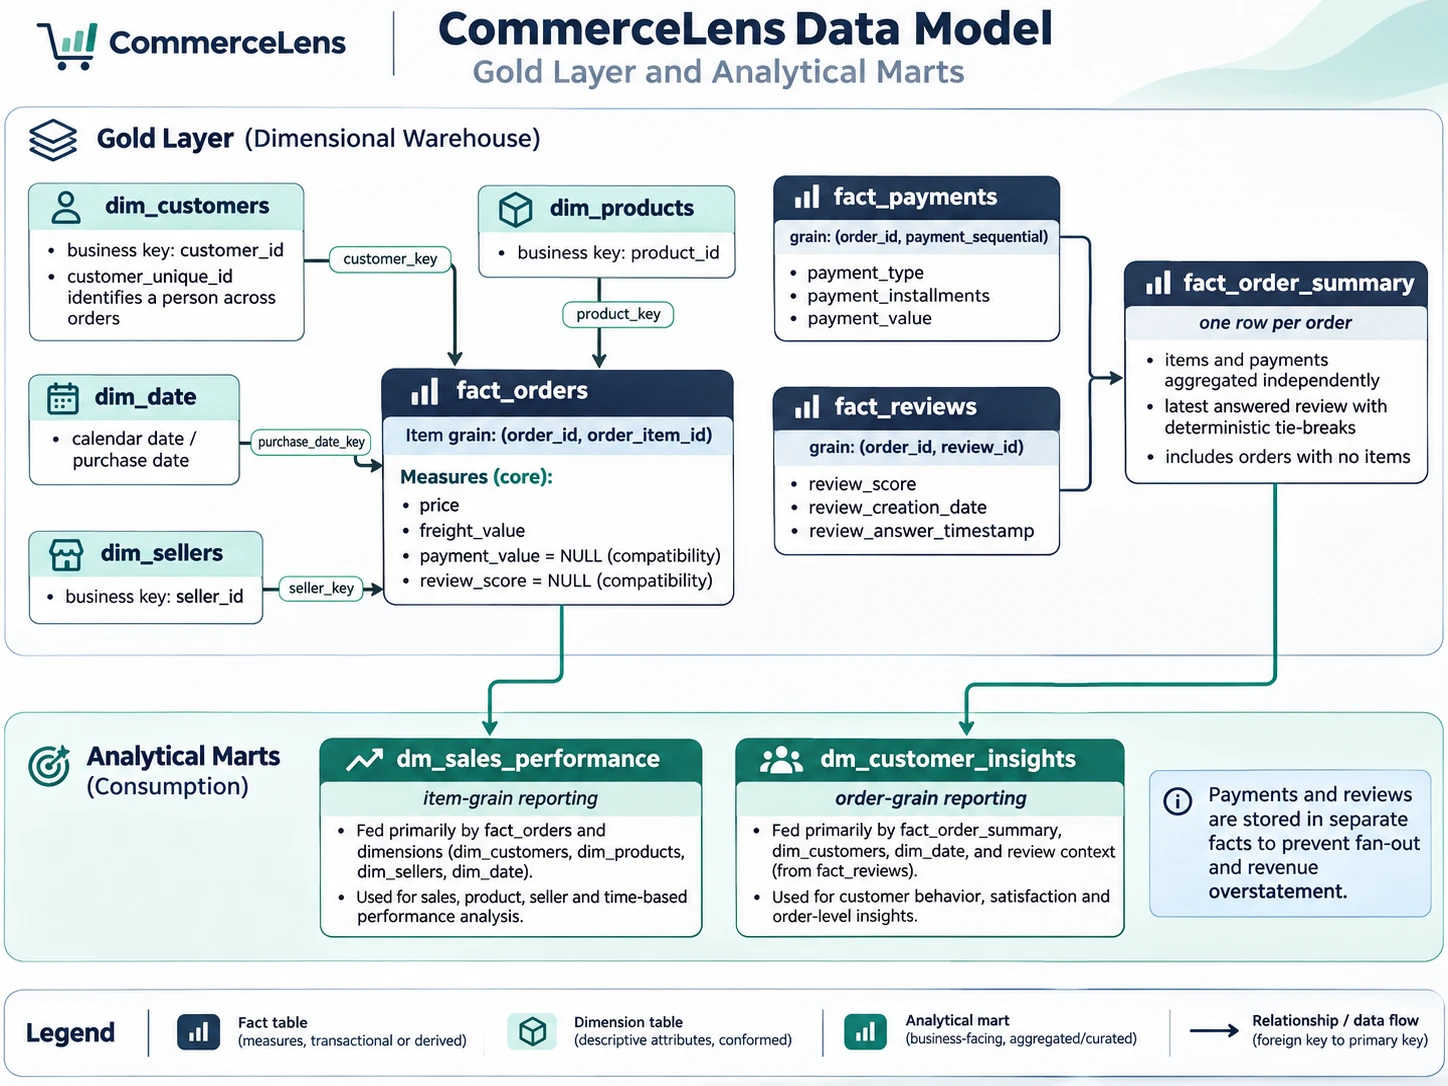 CommerceLens
CommerceLens Data Model
Gold Layer and Analytical Marts
Gold Layer (Dimensional Warehouse)
dim_customers
• business key: customer_id
• customer_unique_id
identifies a person across
orders
customer_key
dim_products
• business key: product_id
product_key
dim_date
• calendar date /
purchase date
purchase_date_key
dim_sellers
• business key: seller_id
seller_key
fact_orders
Item grain: (order_id, order_item_id)
Measures (core):
• price
• freight_value
• payment_value = NULL (compatibility)
• review_score = NULL (compatibility)
fact_payments
grain: (order_id, payment_sequential)
• payment_type
• payment_installments
• payment_value
fact_reviews
grain: (order_id, review_id)
• review_score
• review_creation_date
• review_answer_timestamp
fact_order_summary
one row per order
• items and payments
aggregated independently
• latest answered review with
deterministic tie-breaks
• includes orders with no items
Analytical Marts
(Consumption)
dm_sales_performance
item-grain reporting
• Fed primarily by fact_orders and
dimensions (dim_customers, dim_products,
dim_sellers, dim_date).
• Used for sales, product, seller and time-based
performance analysis.
dm_customer_insights
order-grain reporting
• Fed primarily by fact_order_summary,
dim_customers, dim_date, and review context
(from fact_reviews).
• Used for customer behavior, satisfaction and
order-level insights.
Payments and reviews
are stored in separate
facts to prevent fan-out
and revenue
overstatement.
Legend
Fact table
(measures, transactional or derived)
Dimension table
(descriptive attributes, conformed)
Analytical mart
(business-facing, aggregated/curated)
Relationship / data flow
(foreign key to primary key)